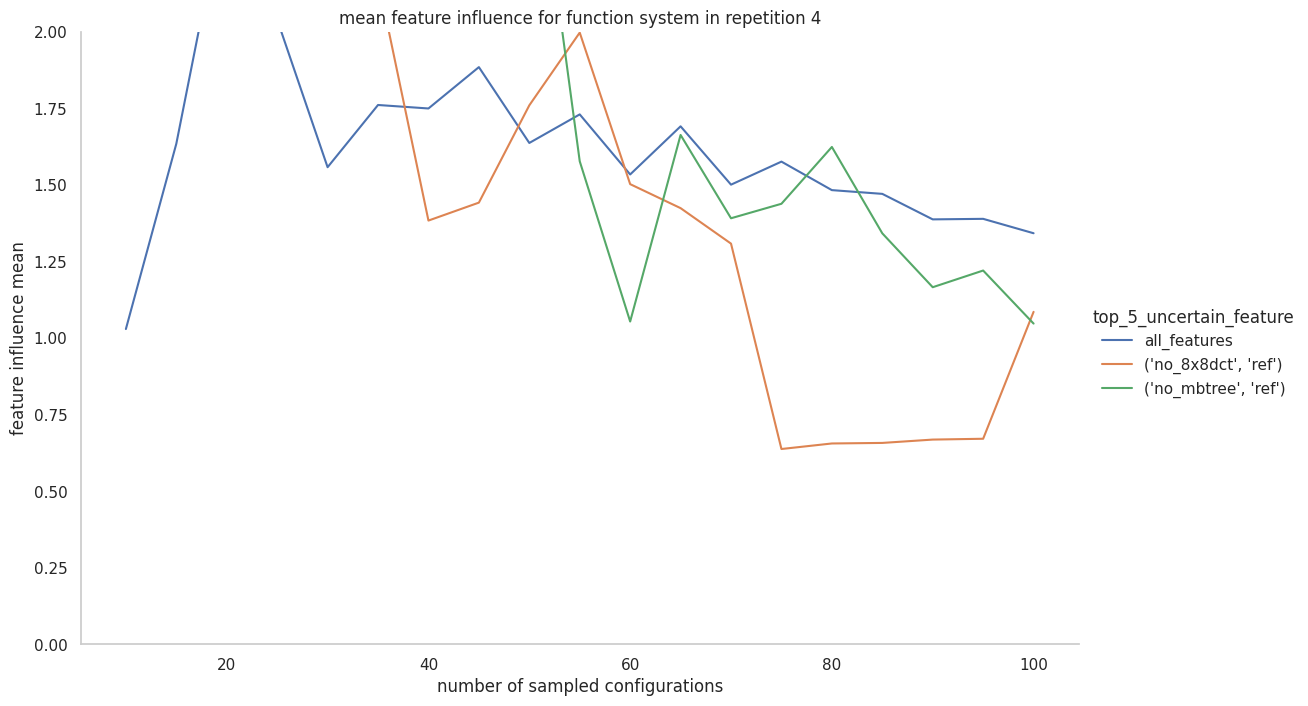 mean feature influence for function system in repetition 4
2.00
1.75
1.50
1.25
1.00
0.75
0.50
0.25
0.00
feature influence mean
20 40 60 80 100
number of sampled configurations
top_5_uncertain_feature
all_features
('no_8x8dct', 'ref')
('no_mbtree', 'ref')